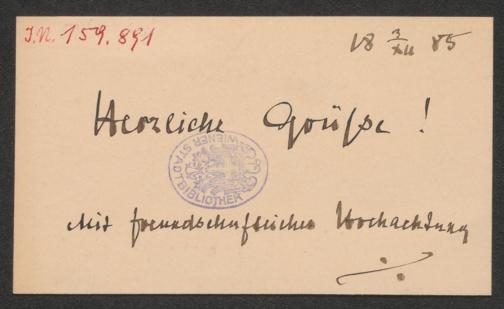 J.N. 159.891
18 3/XII 85
Herzliche Grüße!
WIENER STADTBIBLIOTHEK
Mit freundschaftlicher Hochachtung